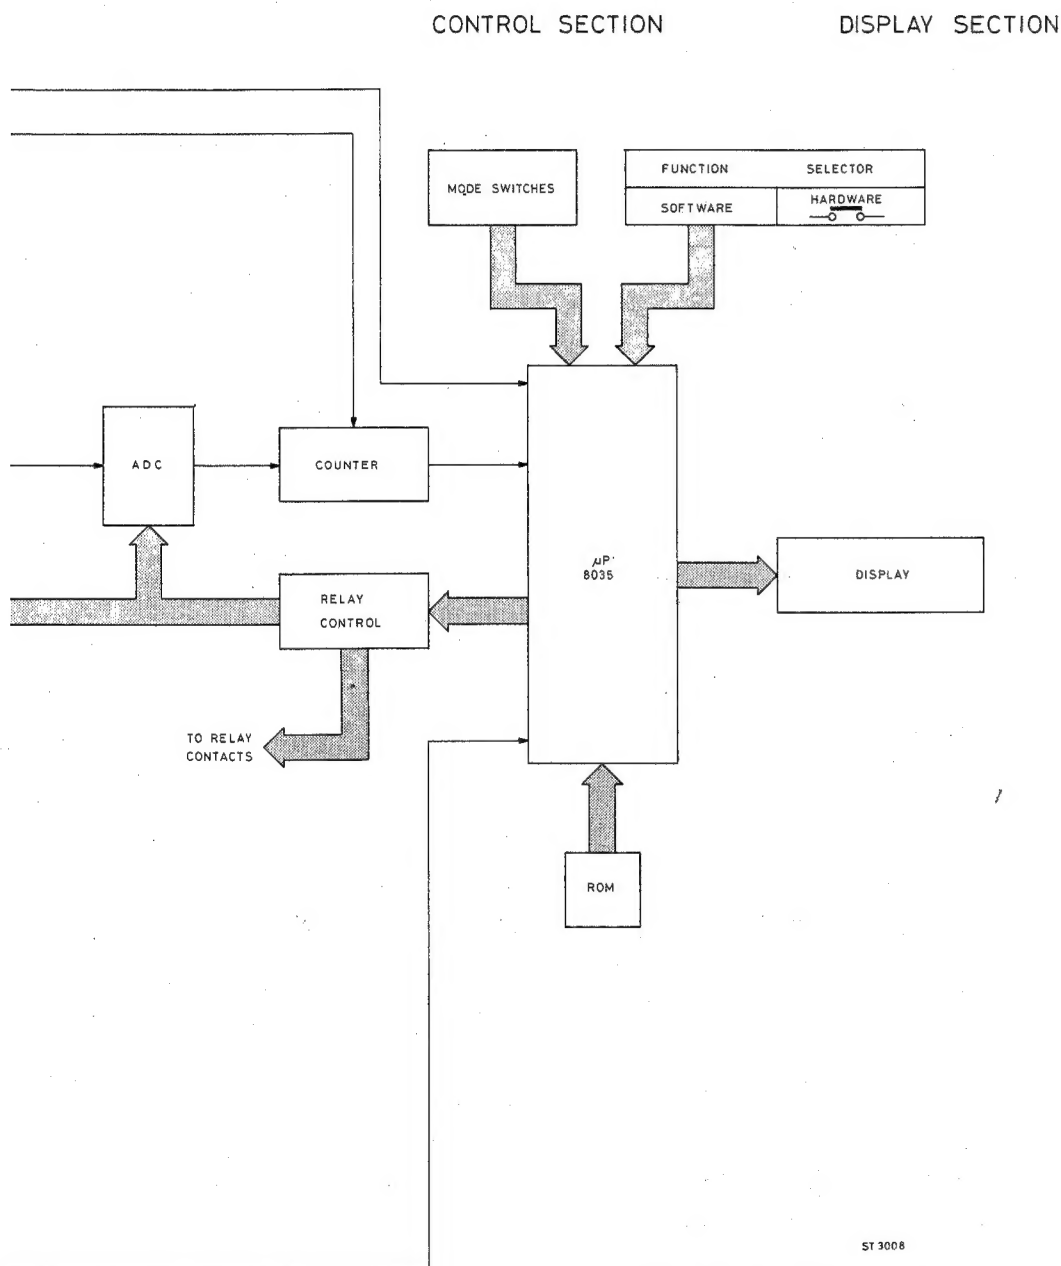 CONTROL SECTION
DISPLAY SECTION
MODE SWITCHES
FUNCTION SELECTOR
SOFTWARE
HARDWARE
ADC
COUNTER
μP
8035
DISPLAY
RELAY
CONTROL
TO RELAY
CONTACTS
ROM
ST 3008